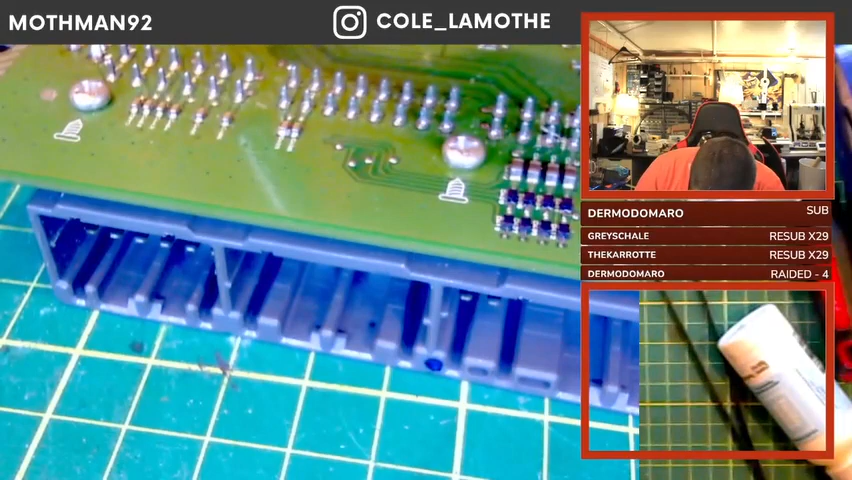 MOTHMAN92
COLE_LAMOTHE
DERMODOMARO SUB
GREYSCHALE RESUB X29
THEKARROTTE RESUB X29
DERMODOMARO RAIDED - 4